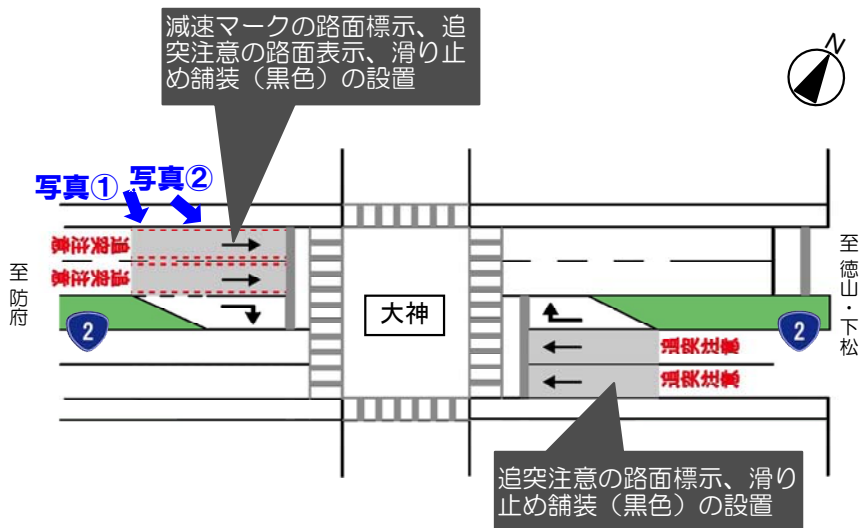 減速マークの路面標示、追
突注意の路面表示、滑り止
め舗装（黒色）の設置
N
写真①
写真②
追突注意
追突注意
至 防府
2
大神
2
至 徳山・下松
追突注意
追突注意
追突注意の路面標示、滑り
止め舗装（黒色）の設置